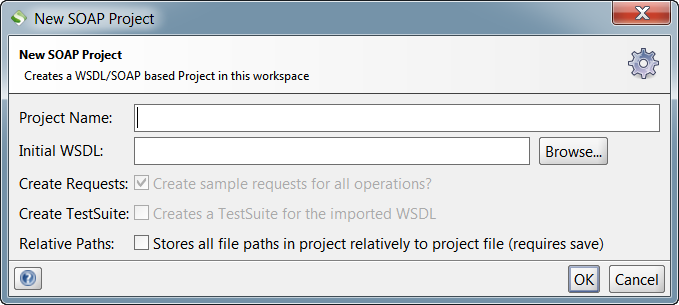 New SOAP Project
New SOAP Project
Creates a WSDL/SOAP based Project in this workspace
Project Name:
Initial WSDL: Browse...
Create Requests: Create sample requests for all operations?
Create TestSuite: Creates a TestSuite for the imported WSDL
Relative Paths: Stores all file paths in project relatively to project file (requires save)
? OK Cancel